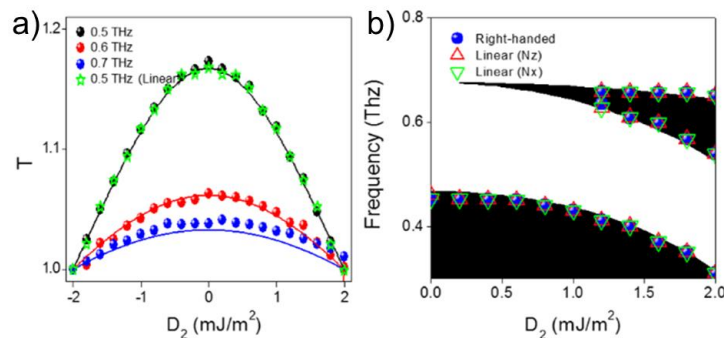 a)
1.2
1.1
1.0
T
0.5 THz
0.6 THz
0.7 THz
0.5 THz (Linear)
-2
-1
0
1
2
D₂ (mJ/m²)
b)
0.8
0.6
0.4
Frequency (Thz)
Right-handed
Linear (Nz)
Linear (Nx)
0.0
0.5
1.0
1.5
2.0
D₂ (mJ/m²)